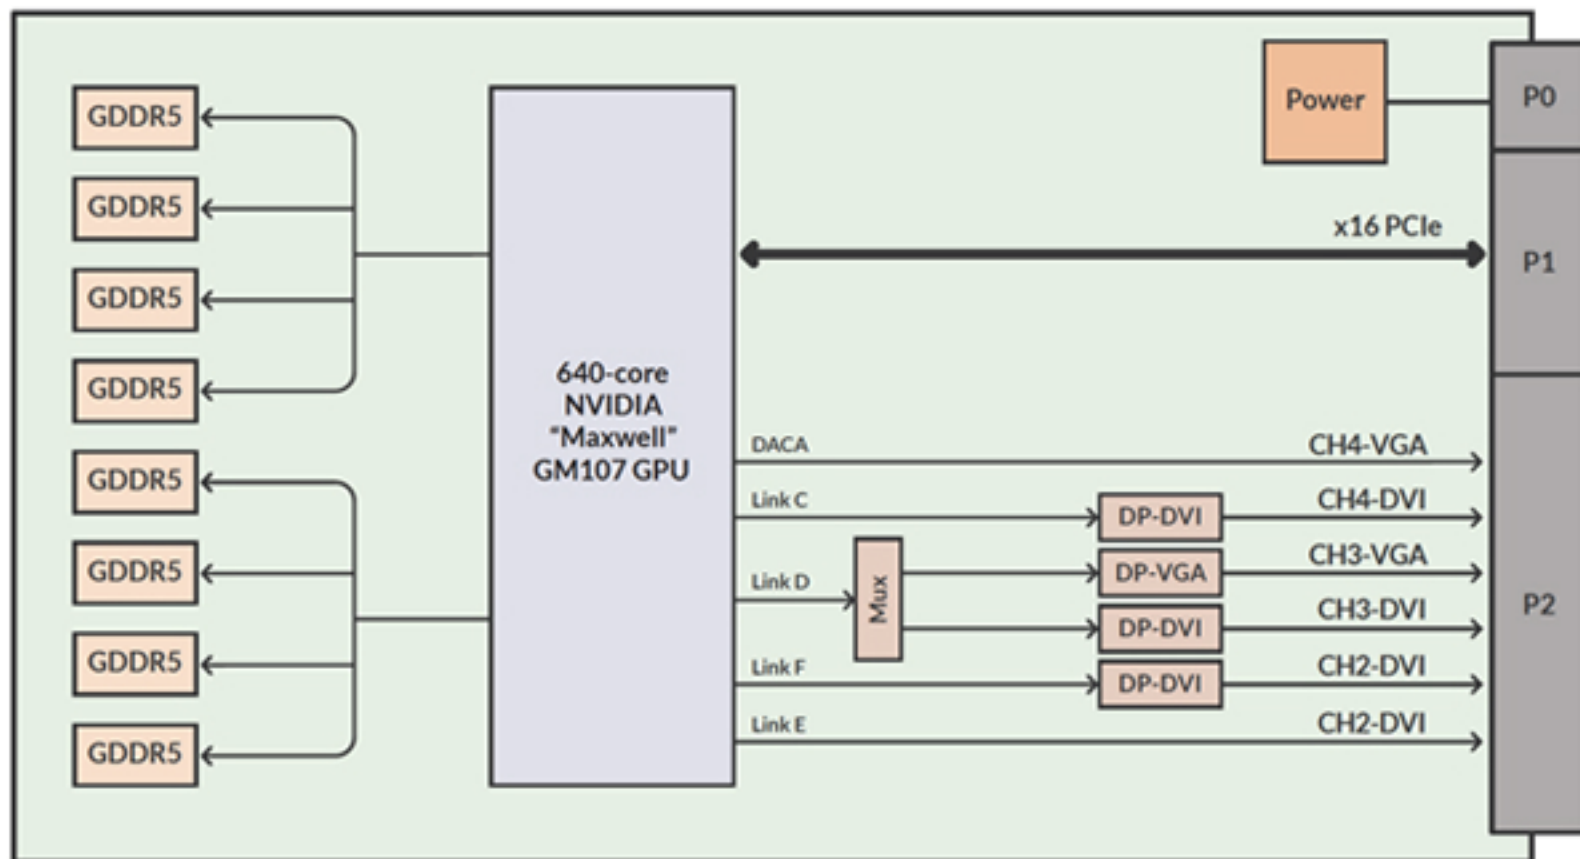 GDDR5
GDDR5
GDDR5
GDDR5
GDDR5
GDDR5
GDDR5
GDDR5
640-core
NVIDIA
“Maxwell”
GM107 GPU
Power
P0
x16 PCIe
P1
DACA
CH4-VGA
Link C
DP-DVI
CH4-DVI
Link D
Mux
DP-VGA
CH3-VGA
DP-DVI
CH3-DVI
Link F
DP-DVI
CH2-DVI
Link E
CH2-DVI
P2